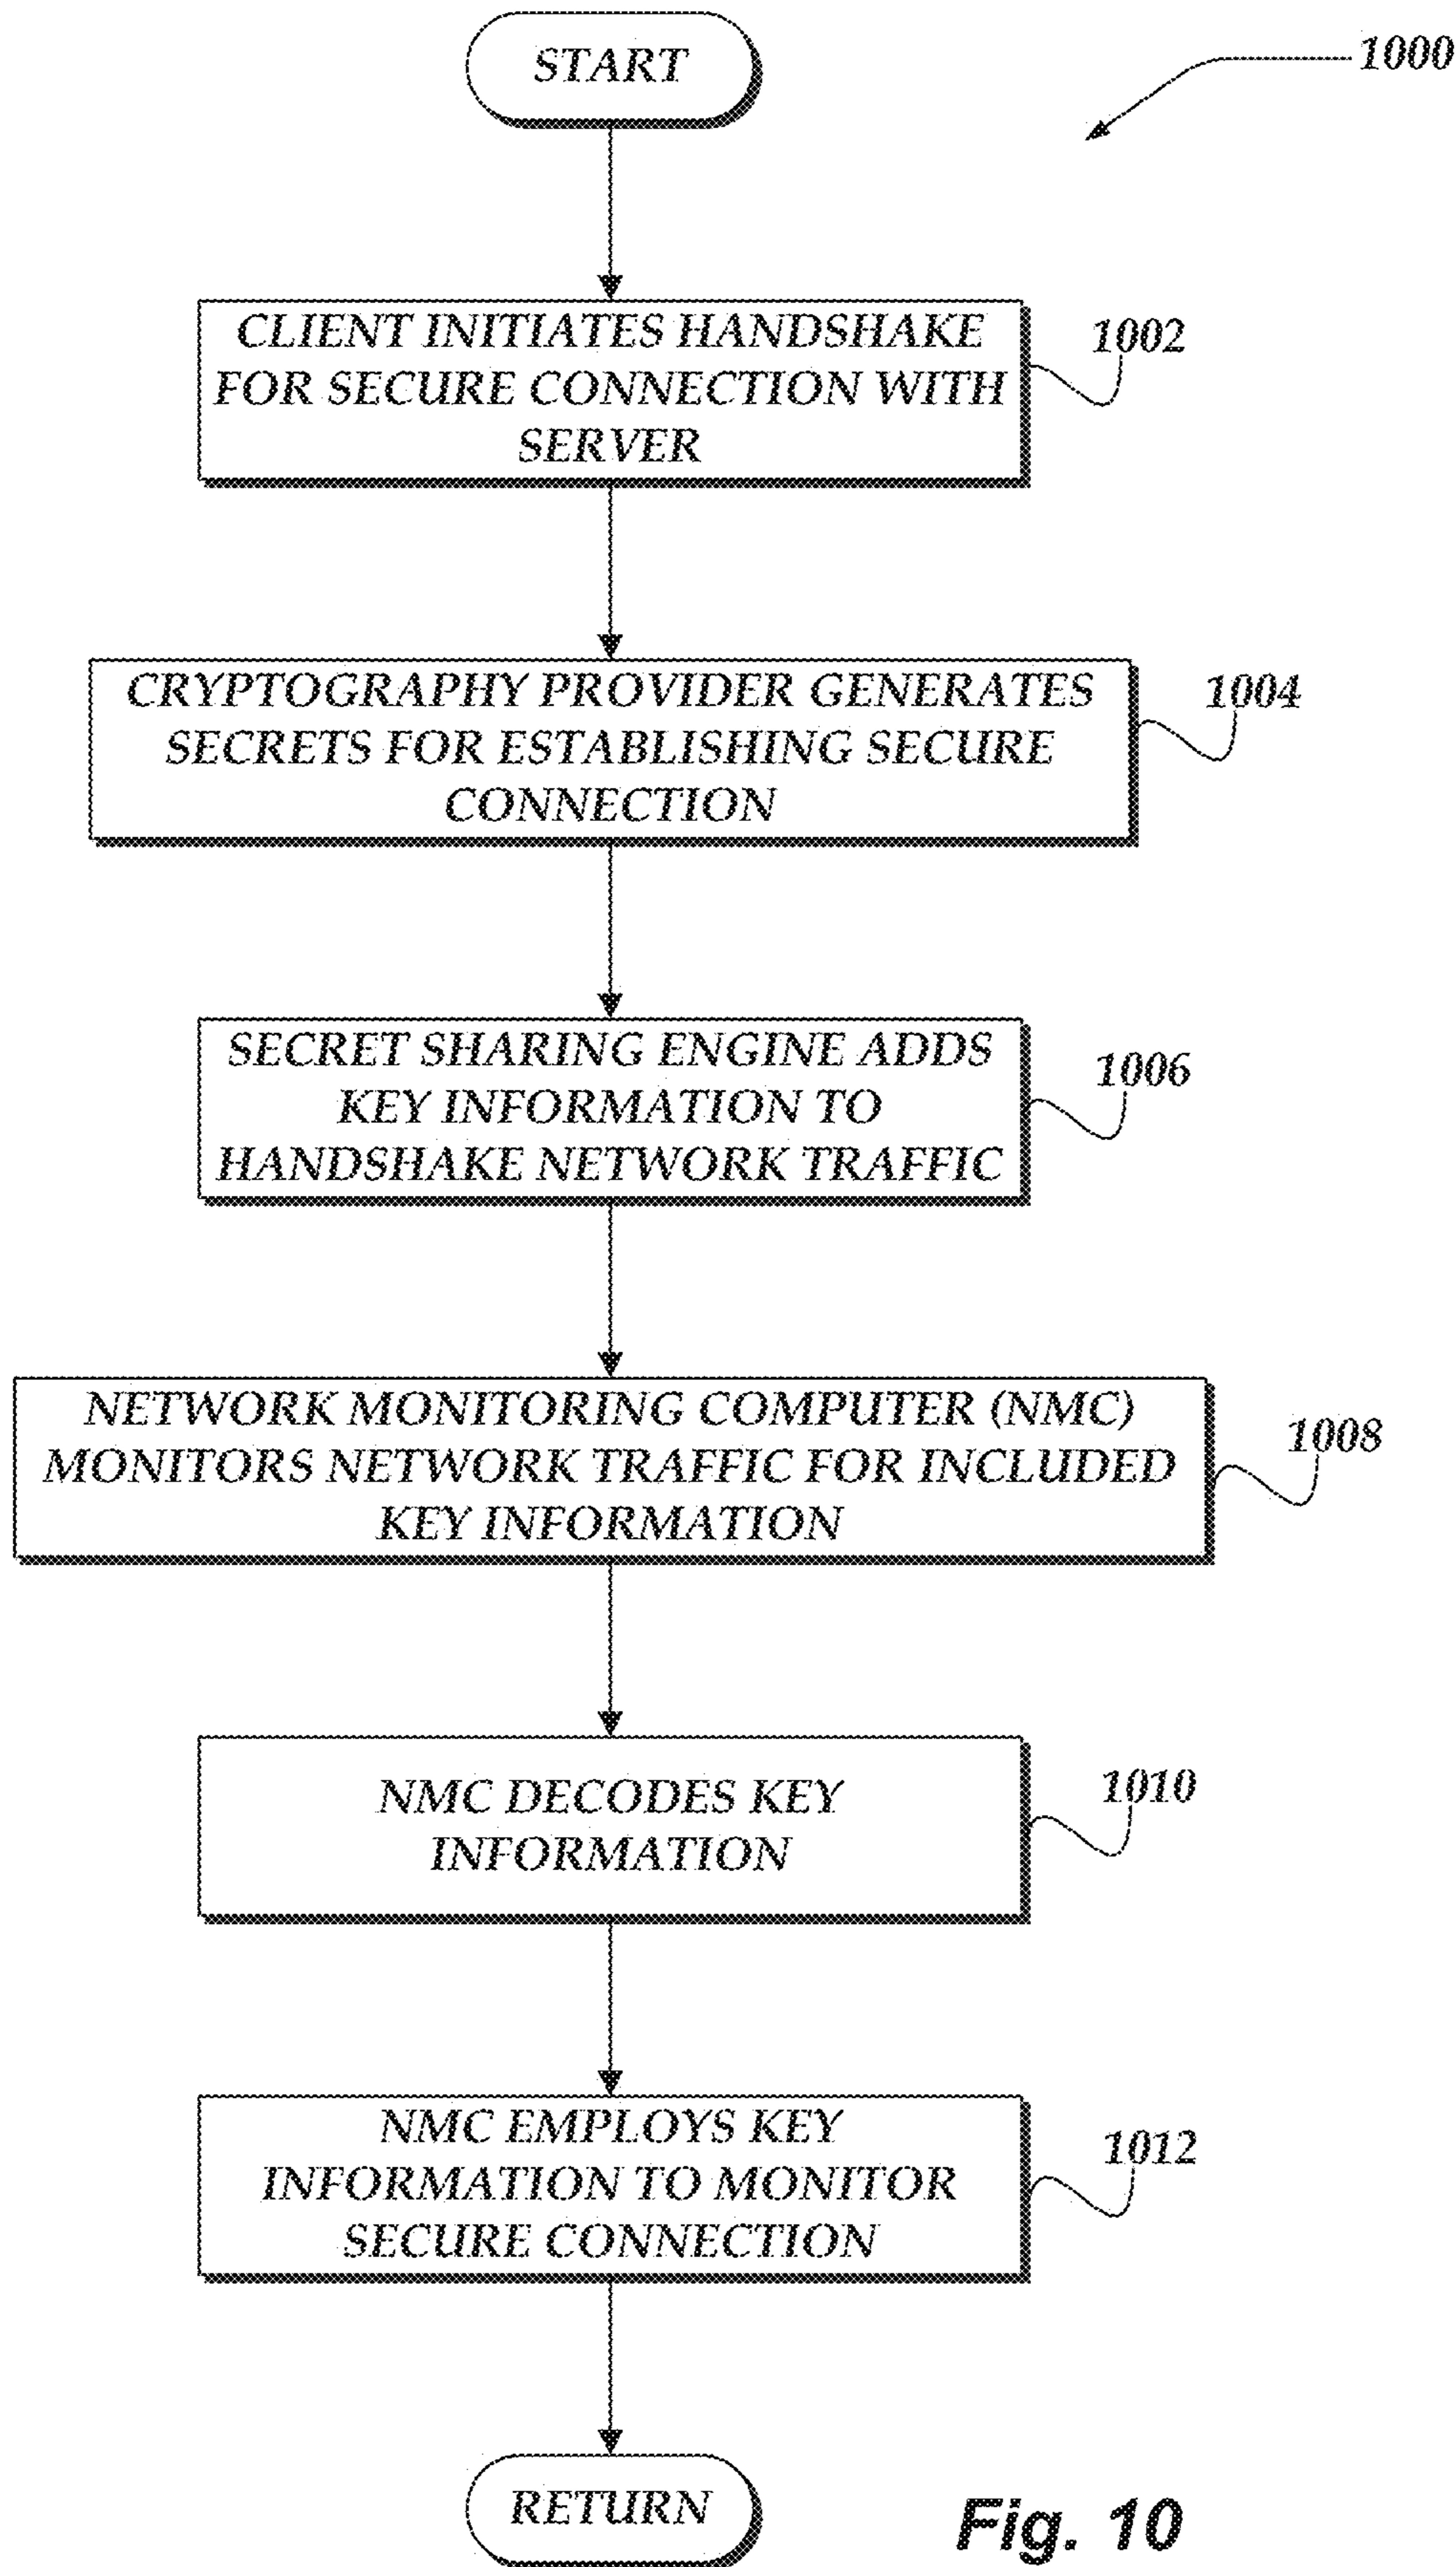 START
1000
CLIENT INITIATES HANDSHAKE
FOR SECURE CONNECTION WITH
SERVER
1002
CRYPTOGRAPHY PROVIDER GENERATES
SECRETS FOR ESTABLISHING SECURE
CONNECTION
1004
SECRET SHARING ENGINE ADDS
KEY INFORMATION TO
HANDSHAKE NETWORK TRAFFIC
1006
NETWORK MONITORING COMPUTER (NMC)
MONITORS NETWORK TRAFFIC FOR INCLUDED
KEY INFORMATION
1008
NMC DECODES KEY
INFORMATION
1010
NMC EMPLOYS KEY
INFORMATION TO MONITOR
SECURE CONNECTION
1012
RETURN
Fig. 10